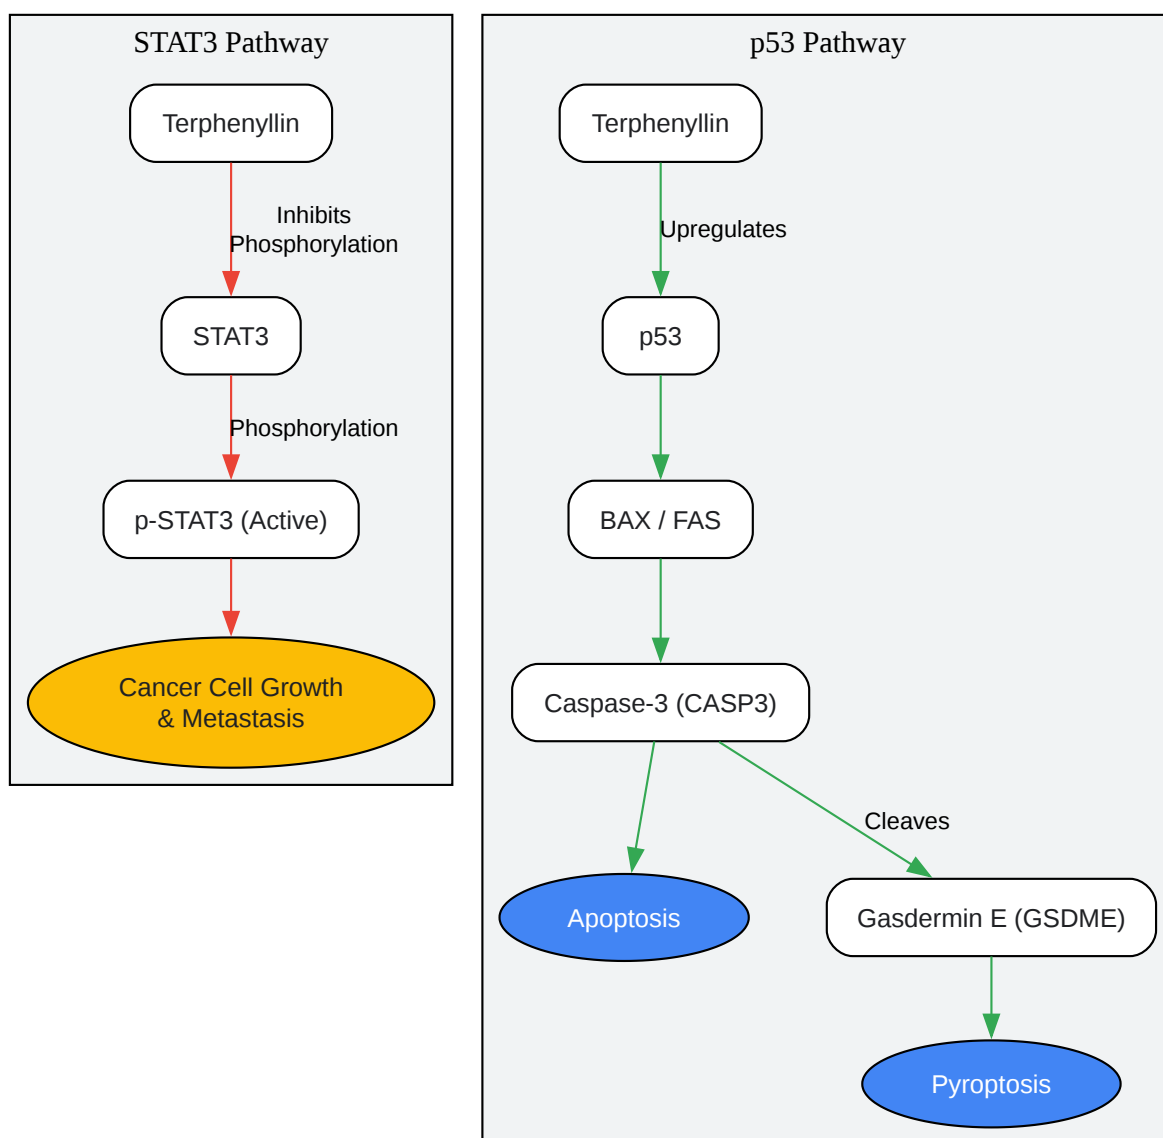 STAT3 Pathway
Terphenyllin
Inhibits
Phosphorylation
STAT3
Phosphorylation
p-STAT3 (Active)
Cancer Cell Growth
& Metastasis
p53 Pathway
Terphenyllin
Upregulates
p53
BAX / FAS
Caspase-3 (CASP3)
Cleaves
Apoptosis
Gasdermin E (GSDME)
Pyroptosis